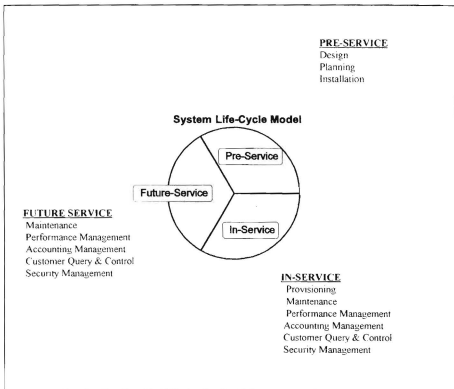 PRE-SERVICE
Design
Planning
Installation
System Life-Cycle Model
Pre-Service
Future-Service
In-Service
FUTURE SERVICE
Maintenance
Performance Management
Accounting Management
Customer Query & Control
Security Management
IN-SERVICE
Provisioning
Maintenance
Performance Management
Accounting Management
Customer Query & Control
Security Management